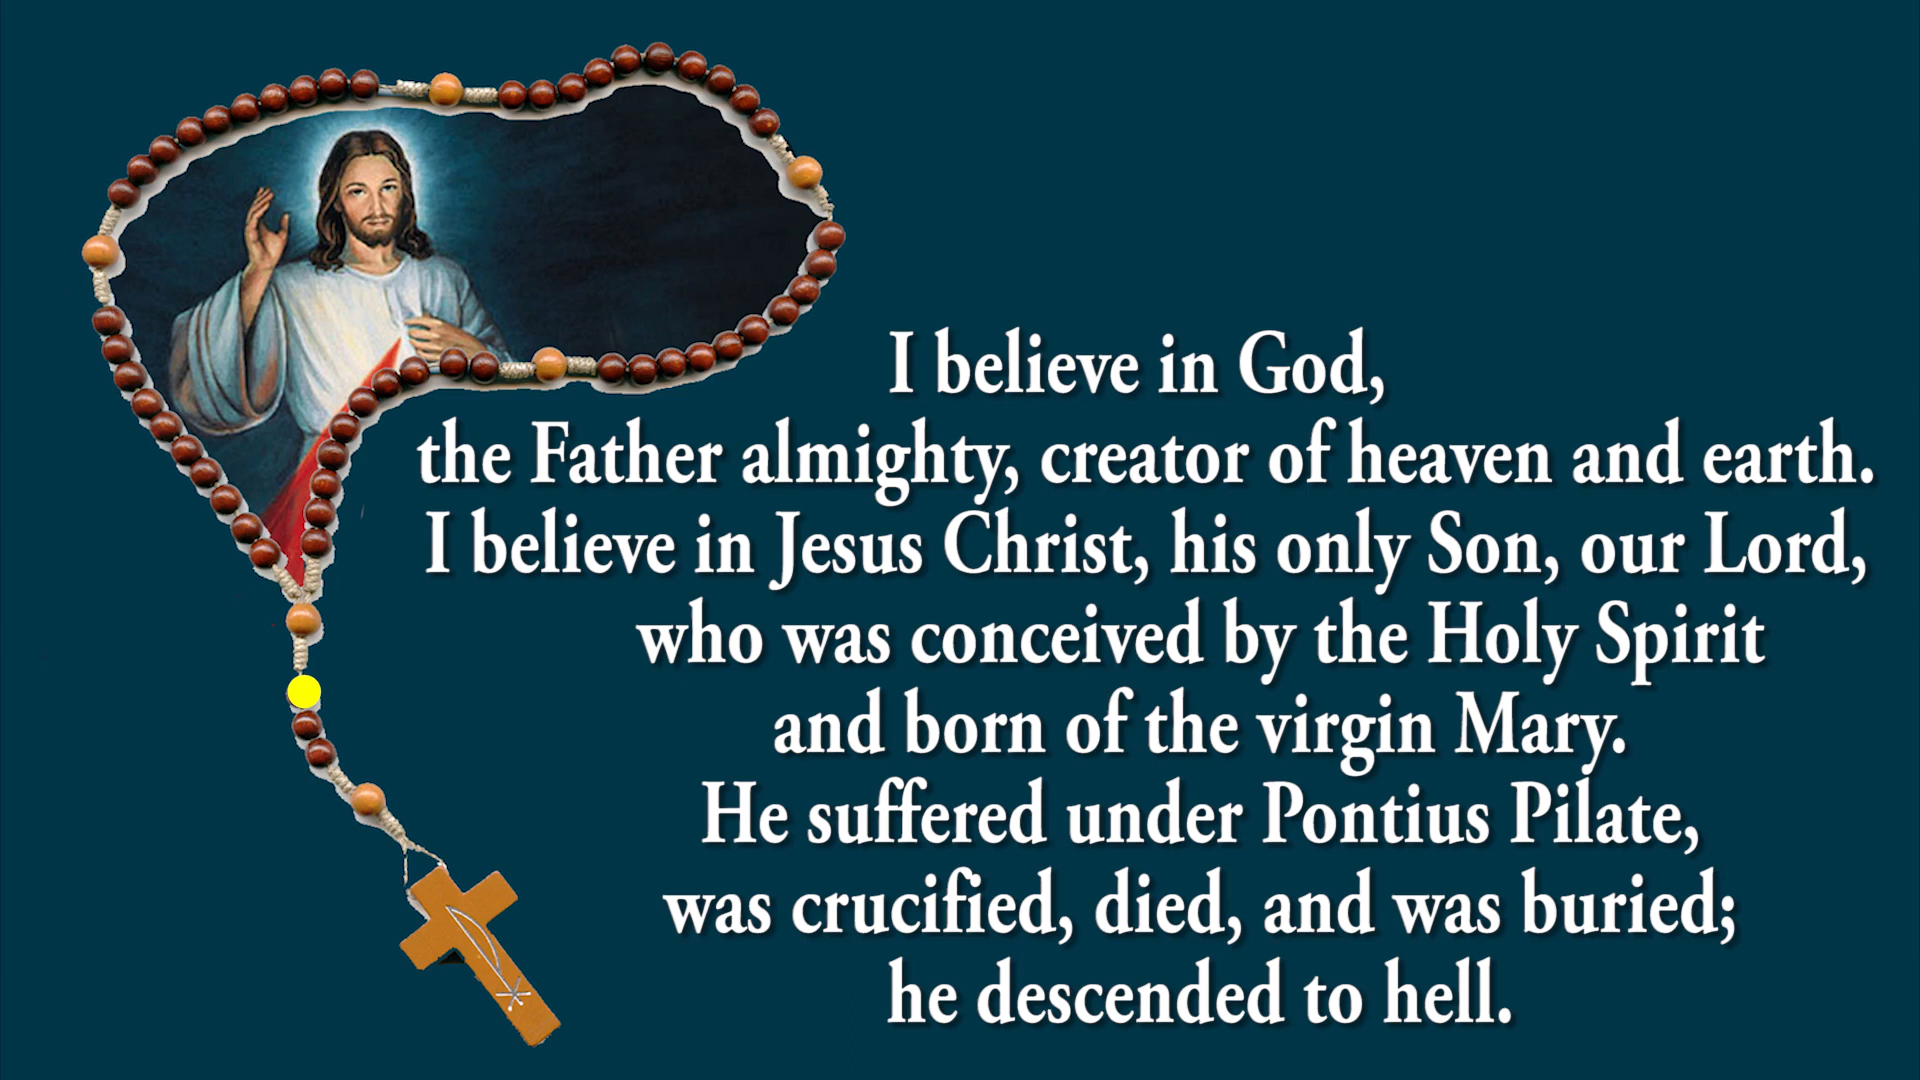 I believe in God,
the Father almighty, creator of heaven and earth.
I believe in Jesus Christ, his only Son, our Lord,
who was conceived by the Holy Spirit
and born of the virgin Mary.
He suffered under Pontius Pilate,
was crucified, died, and was buried;
he descended to hell.